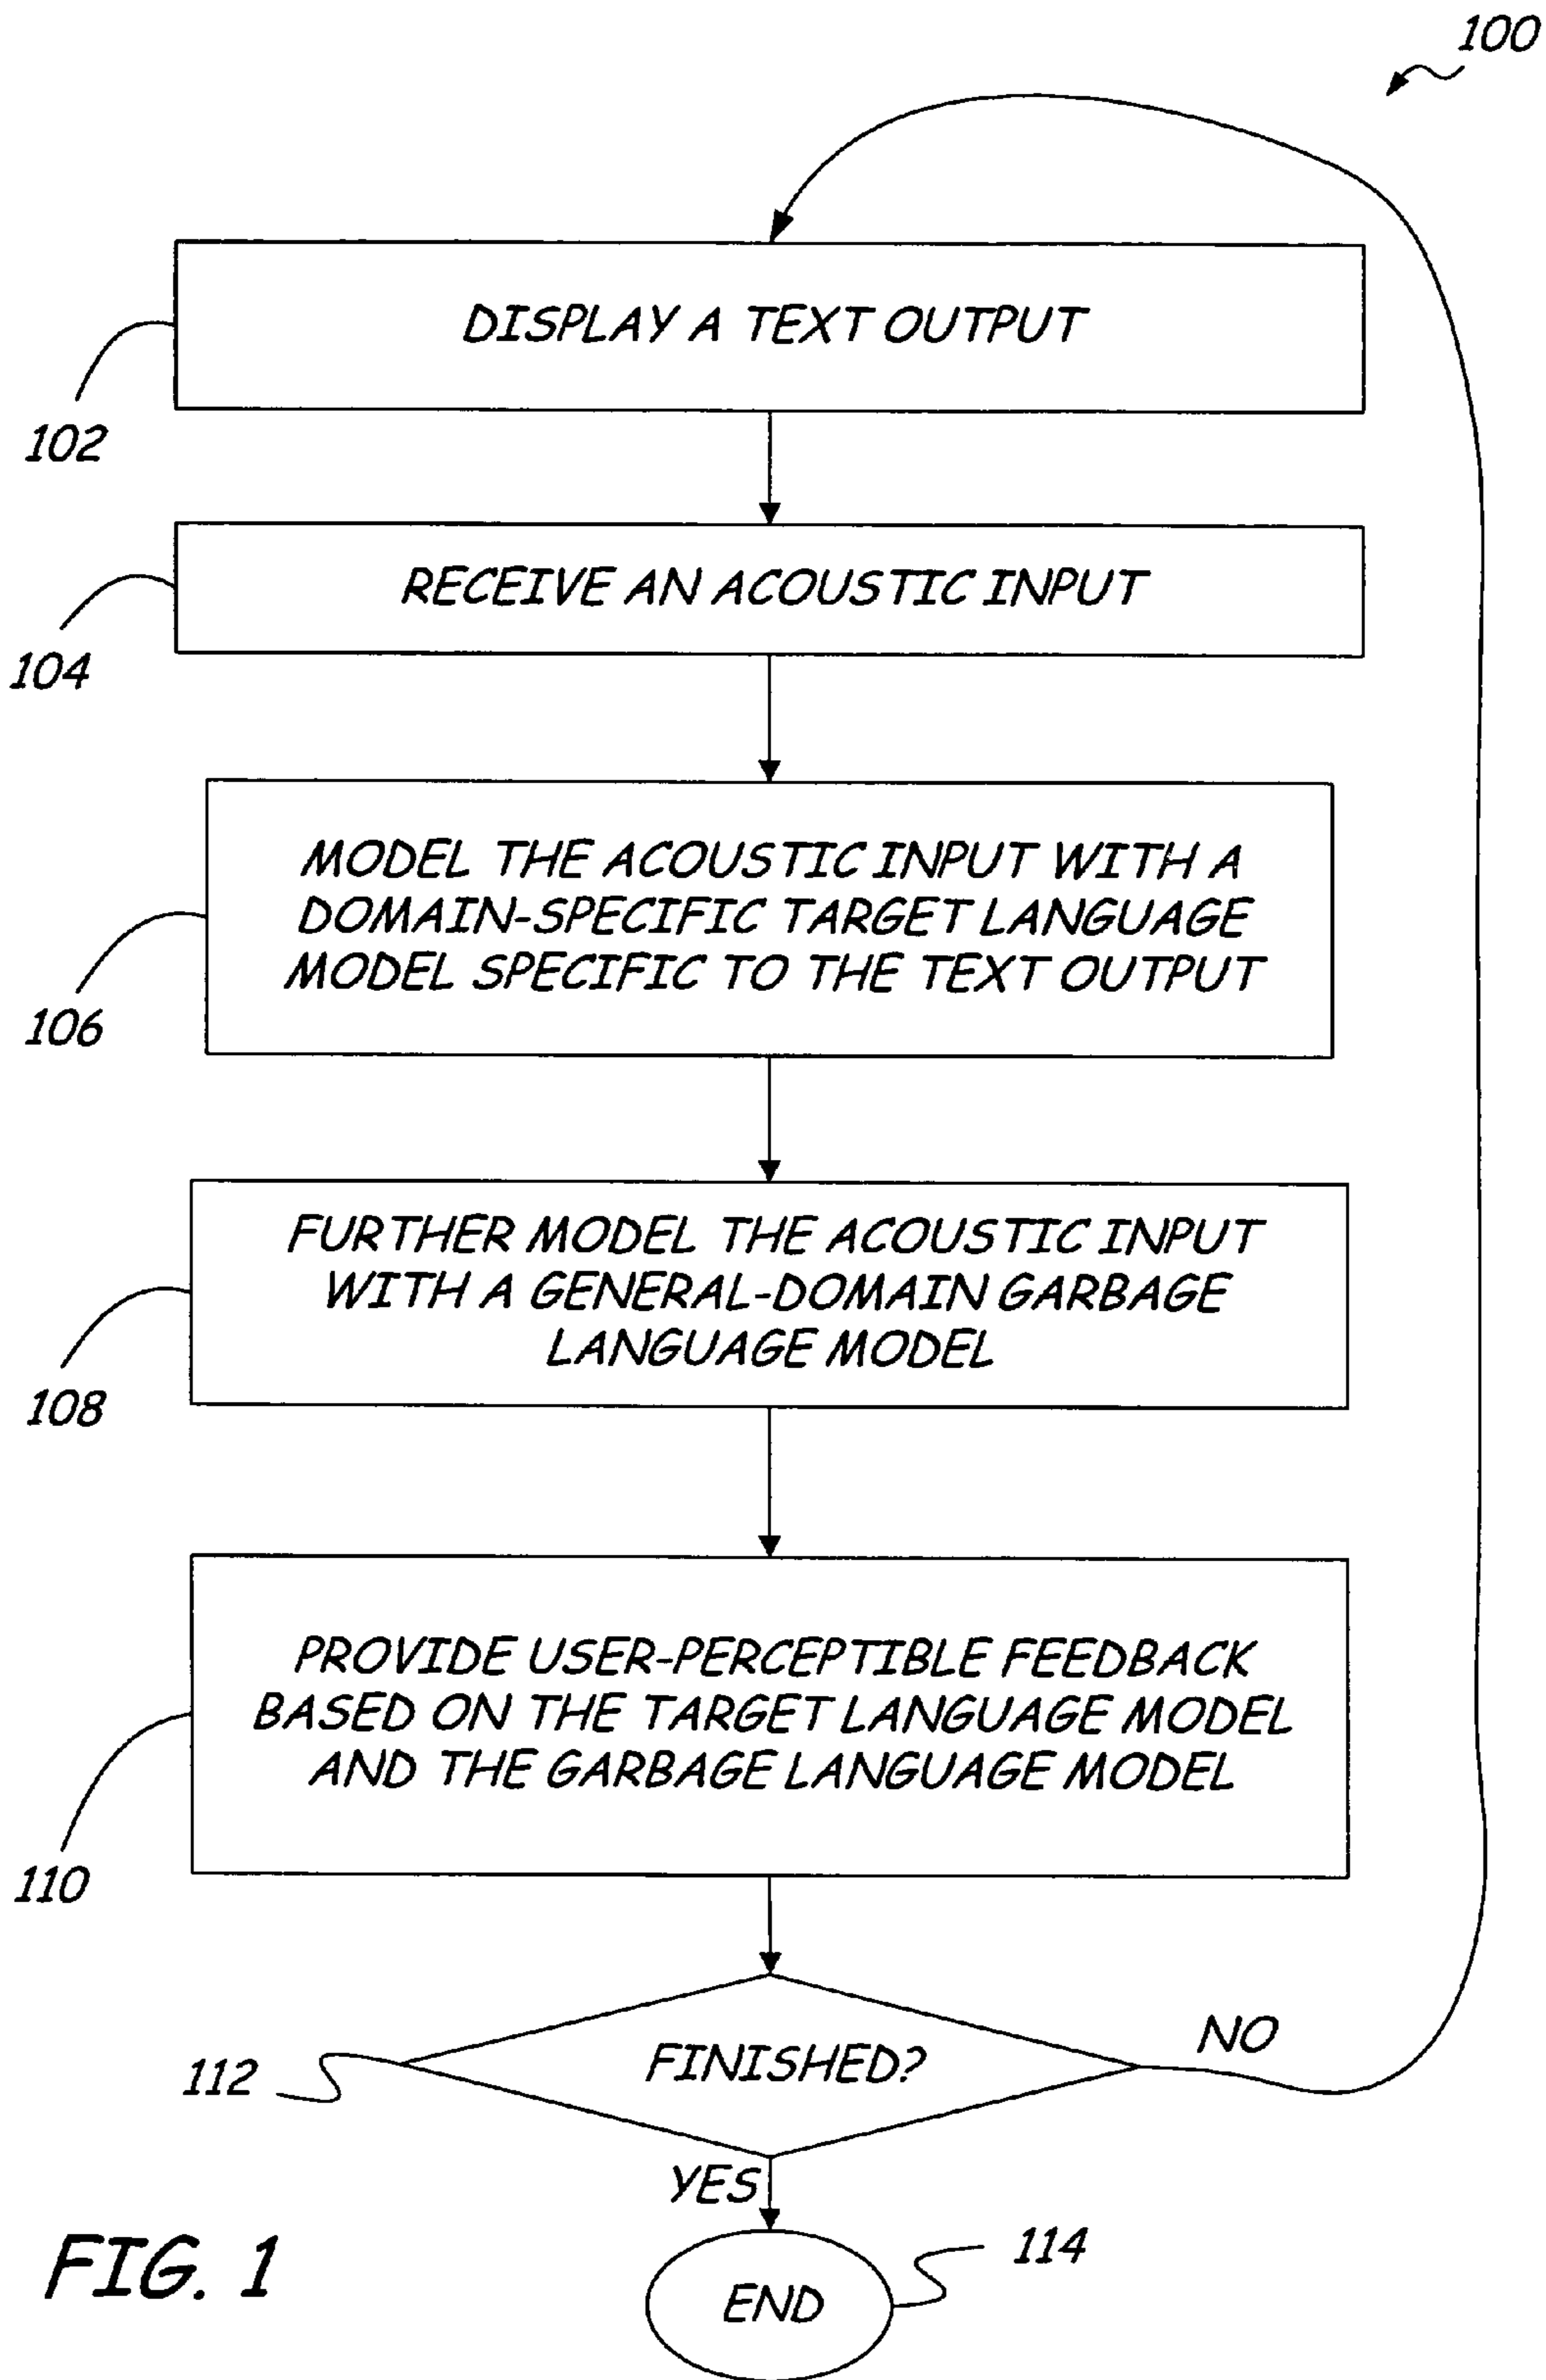 100
DISPLAY A TEXT OUTPUT
102
RECEIVE AN ACOUSTIC INPUT
104
MODEL THE ACOUSTIC INPUT WITH A
DOMAIN-SPECIFIC TARGET LANGUAGE
MODEL SPECIFIC TO THE TEXT OUTPUT
106
FURTHER MODEL THE ACOUSTIC INPUT
WITH A GENERAL-DOMAIN GARBAGE
LANGUAGE MODEL
108
PROVIDE USER-PERCEPTIBLE FEEDBACK
BASED ON THE TARGET LANGUAGE MODEL
AND THE GARBAGE LANGUAGE MODEL
110
FINISHED?
NO
112
YES
END
114
FIG. 1